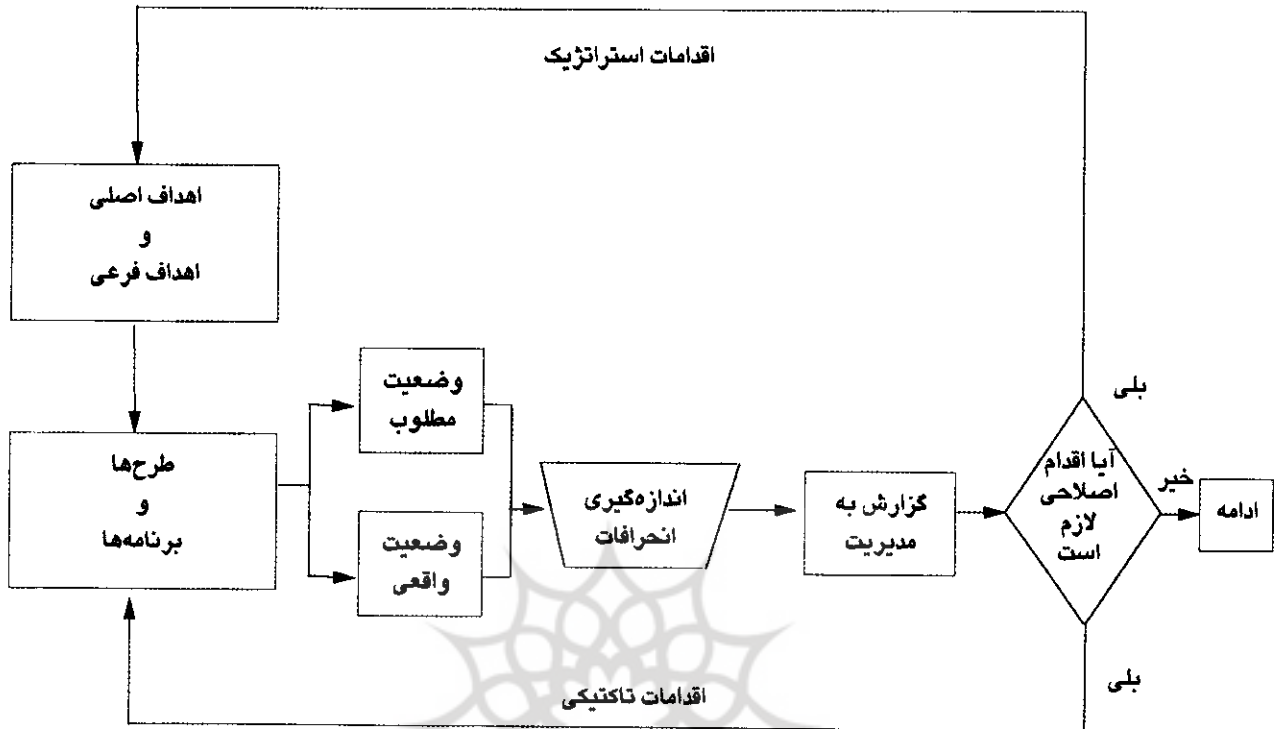 اقدامات استراتژیک
اهداف اصلی
و
اهداف فرعی
طرح‌ها
و
برنامه‌ها
وضعیت
مطلوب
وضعیت
واقعی
اندازه‌گیری
انحرافات
گزارش به
مدیریت
بلی
آیا اقدام
اصلاحی
لازم
است
خیر
ادامه
بلی
اقدامات تاکتیکی